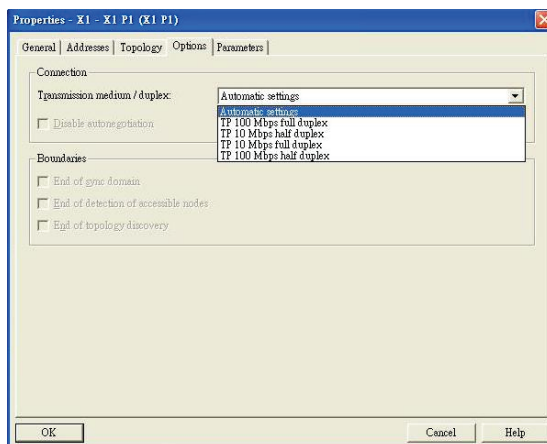 Properties - X1 - X1 P1 (X1 P1)
General Addresses Topology Options Parameters
Connection
Transmission medium / duplex: Automatic settings
Automatic settings
TP 100 Mbps full duplex
Disable autonegotiation
TP 10 Mbps half duplex
TP 10 Mbps full duplex
TP 100 Mbps half duplex
Boundaries
End of sync domain
End of detection of accessible nodes
End of topology discovery
OK Cancel Help